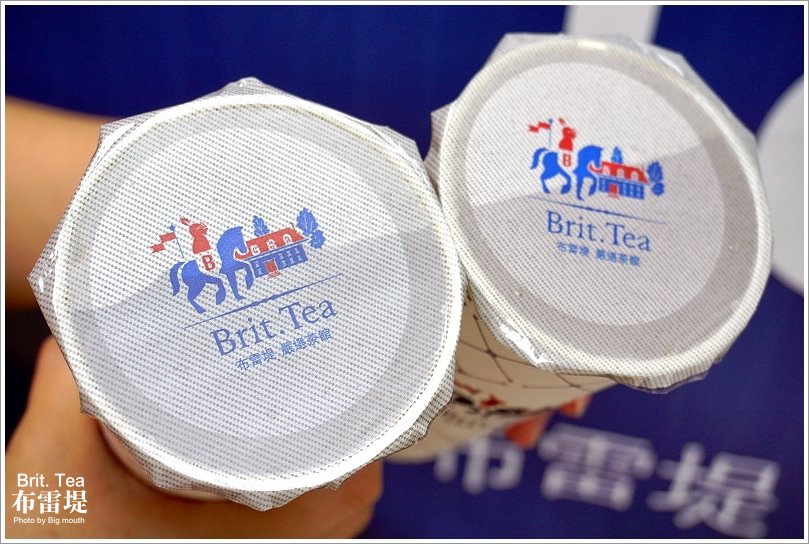 B
Brit.Tea
布雷堤 嚴選茶館
B
Brit.Tea
布雷堤 嚴選茶館
布雷堤
Brit. Tea
布雷堤
Photo by Big mouth